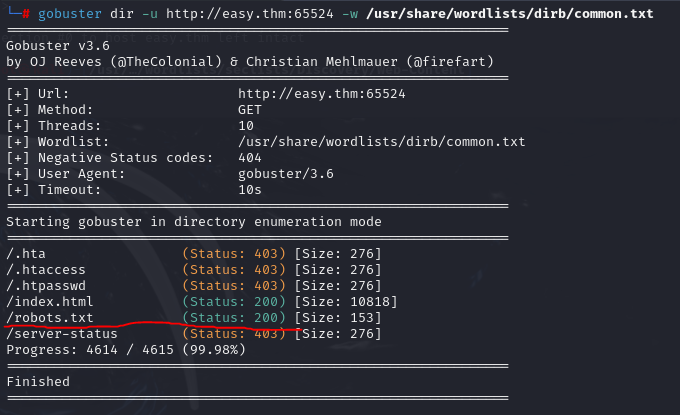 └─# gobuster dir -u http://easy.thm:65524 -w /usr/share/wordlists/dirb/common.txt
===============================================================
Gobuster v3.6
by OJ Reeves (@TheColonial) & Christian Mehlmauer (@firefart)
===============================================================
[+] Url:                     http://easy.thm:65524
[+] Method:                  GET
[+] Threads:                 10
[+] Wordlist:                /usr/share/wordlists/dirb/common.txt
[+] Negative Status codes:   404
[+] User Agent:              gobuster/3.6
[+] Timeout:                 10s
===============================================================
Starting gobuster in directory enumeration mode
===============================================================
/.hta                 (Status: 403) [Size: 276]
/.htaccess            (Status: 403) [Size: 276]
/.htpasswd            (Status: 403) [Size: 276]
/index.html           (Status: 200) [Size: 10818]
/robots.txt           (Status: 200) [Size: 153]
/server-status        (Status: 403) [Size: 276]
Progress: 4614 / 4615 (99.98%)
===============================================================
Finished
===============================================================